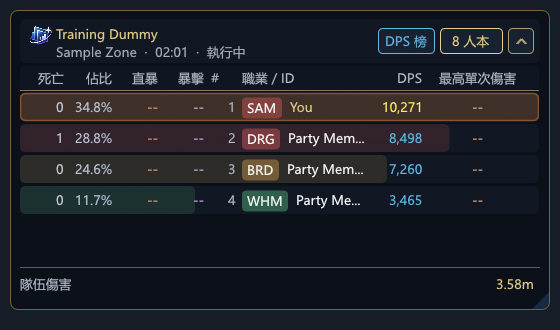 Training Dummy
Sample Zone · 02:01 · 執行中
DPS 榜
8 人本
死亡 佔比 直暴 暴擊 # 職業 / ID DPS 最高單次傷害
0 34.8% -- -- 1 SAM You 10,271 --
1 28.8% -- -- 2 DRG Party Mem... 8,498 --
0 24.6% -- -- 3 BRD Party Mem... 7,260 --
0 11.7% -- -- 4 WHM Party Me... 3,465 --
隊伍傷害 3.58m